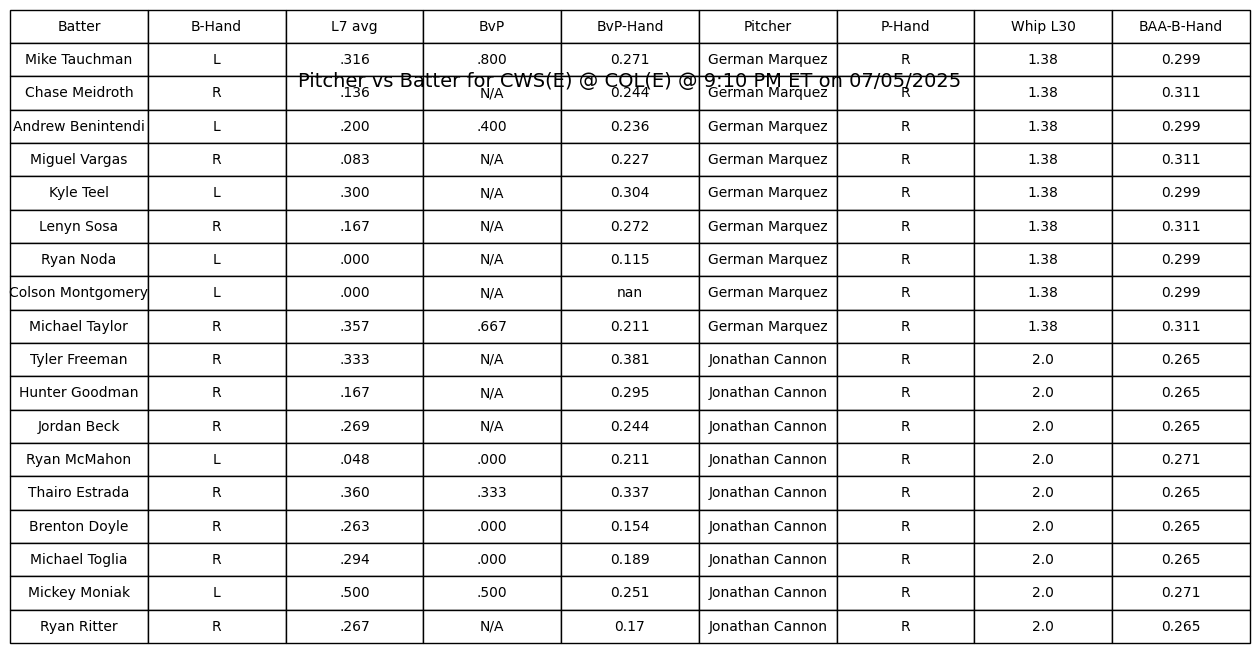 Batter B-Hand L7 avg BvP BvP-Hand Pitcher P-Hand Whip L30 BAA-B-Hand
Mike Tauchman L .316 .800 0.271 German Marquez R 1.38 0.299
Pitcher vs Batter for CWS(E) @ COL(E) @ 9:10 PM ET on 07/05/2025
Chase Meidroth R .136 N/A 0.244 German Marquez R 1.38 0.311
Andrew Benintendi L .200 .400 0.236 German Marquez R 1.38 0.299
Miguel Vargas R .083 N/A 0.227 German Marquez R 1.38 0.311
Kyle Teel L .300 N/A 0.304 German Marquez R 1.38 0.299
Lenyn Sosa R .167 N/A 0.272 German Marquez R 1.38 0.311
Ryan Noda L .000 N/A 0.115 German Marquez R 1.38 0.299
Colson Montgomery L .000 N/A nan German Marquez R 1.38 0.299
Michael Taylor R .357 .667 0.211 German Marquez R 1.38 0.311
Tyler Freeman R .333 N/A 0.381 Jonathan Cannon R 2.0 0.265
Hunter Goodman R .167 N/A 0.295 Jonathan Cannon R 2.0 0.265
Jordan Beck R .269 N/A 0.244 Jonathan Cannon R 2.0 0.265
Ryan McMahon L .048 .000 0.211 Jonathan Cannon R 2.0 0.271
Thairo Estrada R .360 .333 0.337 Jonathan Cannon R 2.0 0.265
Brenton Doyle R .263 .000 0.154 Jonathan Cannon R 2.0 0.265
Michael Toglia R .294 .000 0.189 Jonathan Cannon R 2.0 0.265
Mickey Moniak L .500 .500 0.251 Jonathan Cannon R 2.0 0.271
Ryan Ritter R .267 N/A 0.17 Jonathan Cannon R 2.0 0.265